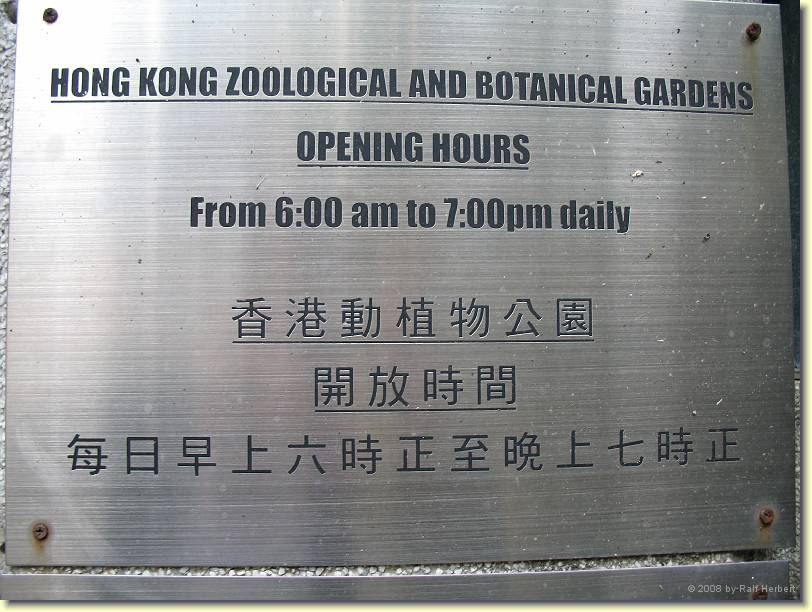 HONG KONG ZOOLOGICAL AND BOTANICAL GARDENS
OPENING HOURS
From 6:00 am to 7:00pm daily
香港動植物公園
開放時間
每日早上六時正至晚上七時正
© 2008 by Ralf Herbert